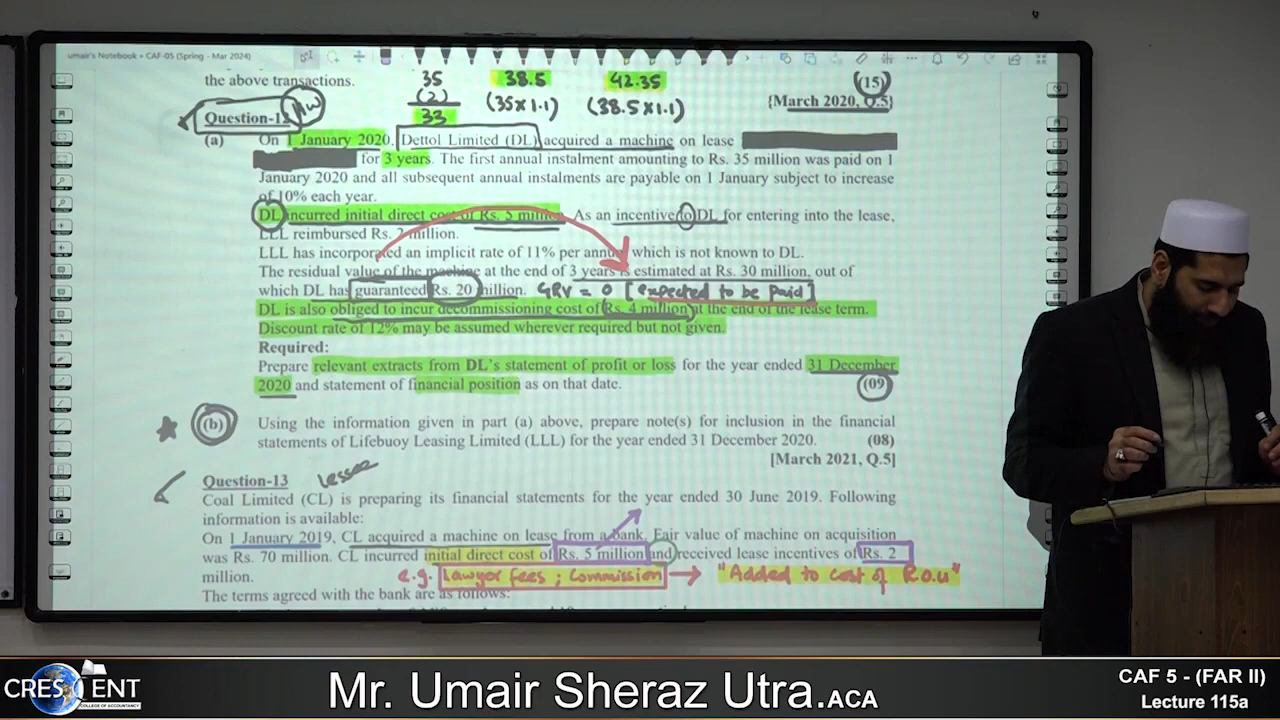 umair's Notebook » CAF-05 (Spring - Mar 2024)
the above transactions.
35 38.5 42.35
(2) (35×1.1) (38.5×1.1)
33
(15)
{March 2020, Q.5}
Question-12
(a) On 1 January 2020, Dettol Limited (DL) acquired a machine on lease
for 3 years. The first annual instalment amounting to Rs. 35 million was paid on 1
January 2020 and all subsequent annual instalments are payable on 1 January subject to increase
of 10% each year.
DL incurred initial direct cost of Rs. 5 million. As an incentive to DL for entering into the lease,
LLL reimbursed Rs. 2 million.
LLL has incorporated an implicit rate of 11% per annum which is not known to DL.
The residual value of the machine at the end of 3 years is estimated at Rs. 30 million, out of
which DL has guaranteed Rs. 20 million. GRV = 0 [expected to be paid]
DL is also obliged to incur decommissioning cost of Rs. 4 million at the end of the lease term.
Discount rate of 12% may be assumed wherever required but not given.
Required:
Prepare relevant extracts from DL's statement of profit or loss for the year ended 31 December
2020 and statement of financial position as on that date. (09)
(b) Using the information given in part (a) above, prepare note(s) for inclusion in the financial
statements of Lifebuoy Leasing Limited (LLL) for the year ended 31 December 2020. (08)
[March 2021, Q.5]
Question-13 lessee
Coal Limited (CL) is preparing its financial statements for the year ended 30 June 2019. Following
information is available:
On 1 January 2019, CL acquired a machine on lease from a bank. Fair value of machine on acquisition
was Rs. 70 million. CL incurred initial direct cost of Rs. 5 million and received lease incentives of Rs. 2
million. e.g. Lawyer fees ; Commission → "Added to cost of R.O.U"
The terms agreed with the bank are as follows:
CRESCENT
COLLEGE OF ACCOUNTANCY
Mr. Umair Sheraz Utra.ACA
CAF 5 - (FAR II)
Lecture 115a